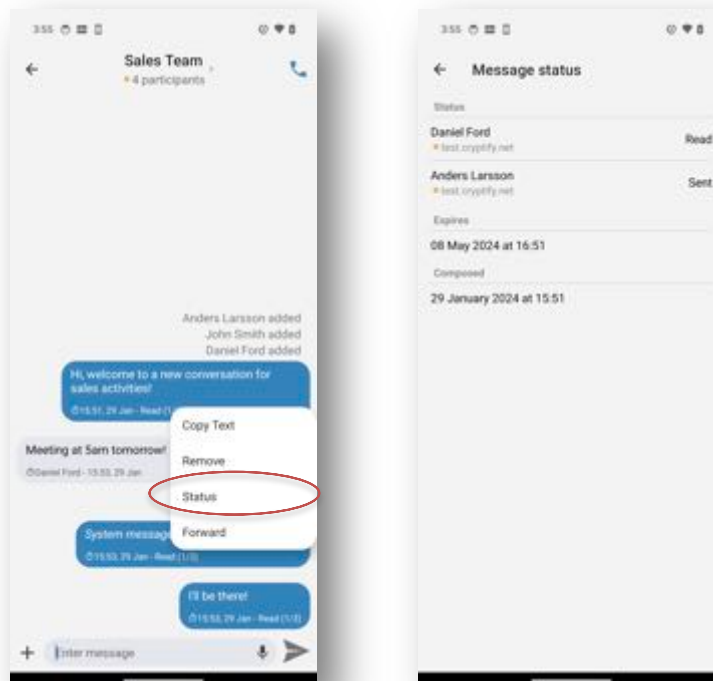 3:55
Sales Team
4 participants
Anders Larsson added
John Smith added
Daniel Ford added
Hi, welcome to a new conversation for
sales activities!
15:51, 29 Jan - Read
Copy Text
Meeting at 5am tomorrow!
Daniel Ford - 15:53, 29 Jan
Remove
Status
System message
Forward
15:53, 29 Jan - Read (1/3)
I'll be there!
15:53, 29 Jan - Read (1/3)
Enter message
3:55
Message status
Status
Daniel Ford
Read
test.cryptify.net
Anders Larsson
Sent
test.cryptify.net
Expires
08 May 2024 at 16:51
Composed
29 January 2024 at 15:51